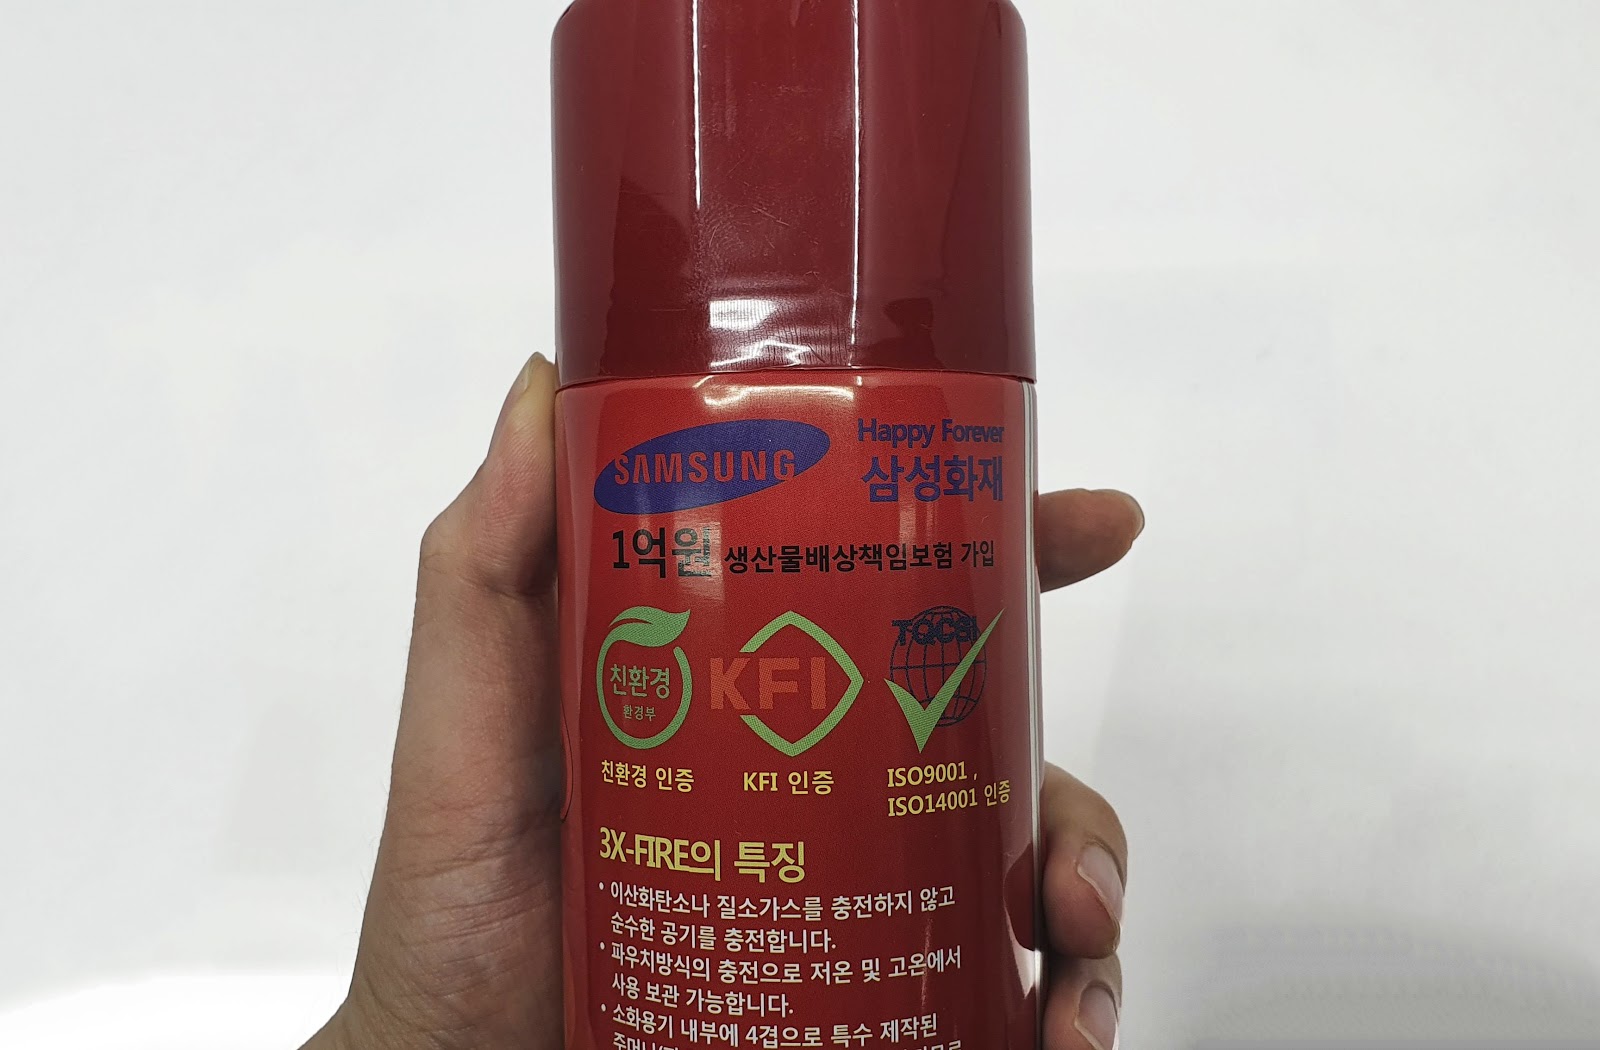 SAMSUNG
Happy Forever
삼성화재
1억원 생산물배상책임보험 가입
친환경
환경부
KFI
TQCSI
친환경 인증
KFI 인증
ISO9001 ,
ISO14001 인증
3X-FIRE의 특징
• 이산화탄소나 질소가스를 충전하지 않고
순수한 공기를 충전합니다.
• 파우치방식의 충전으로 저온 및 고온에서
사용 보관 가능합니다.
• 소화용기 내부에 4겹으로 특수 제작된